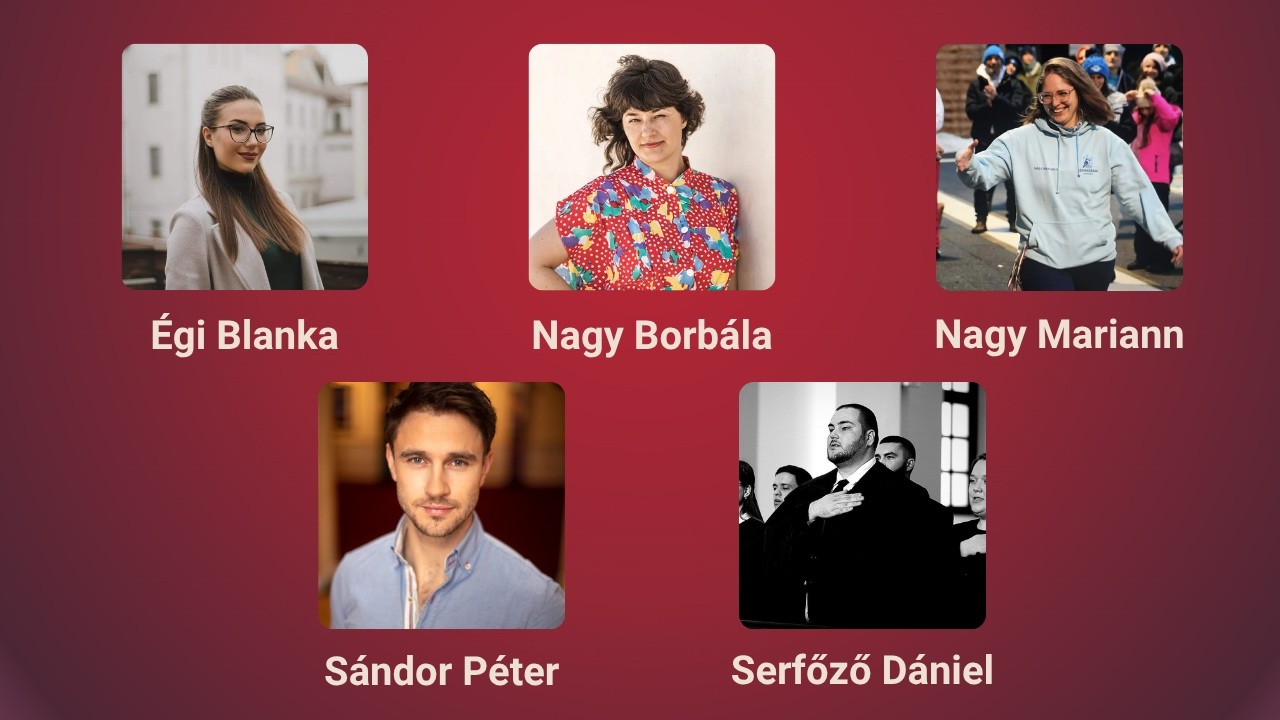 Égi Blanka
Nagy Borbála
Nagy Mariann
Sándor Péter
Serfőző Dániel